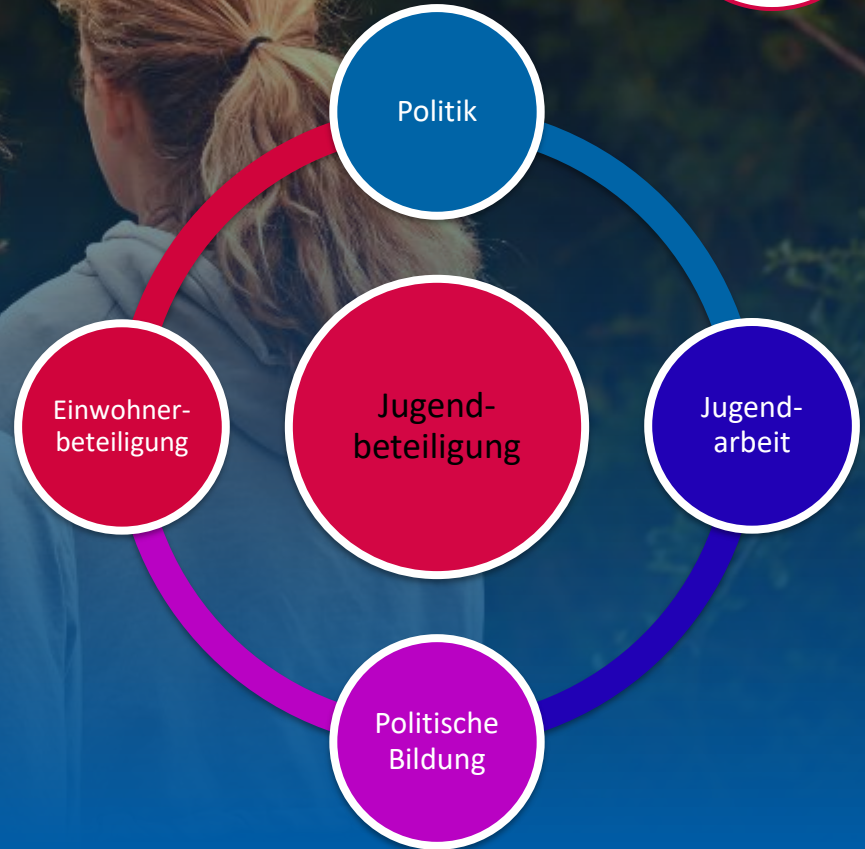 Politik
Einwohner-
beteiligung
Jugend-
beteiligung
Jugend-
arbeit
Politische
Bildung